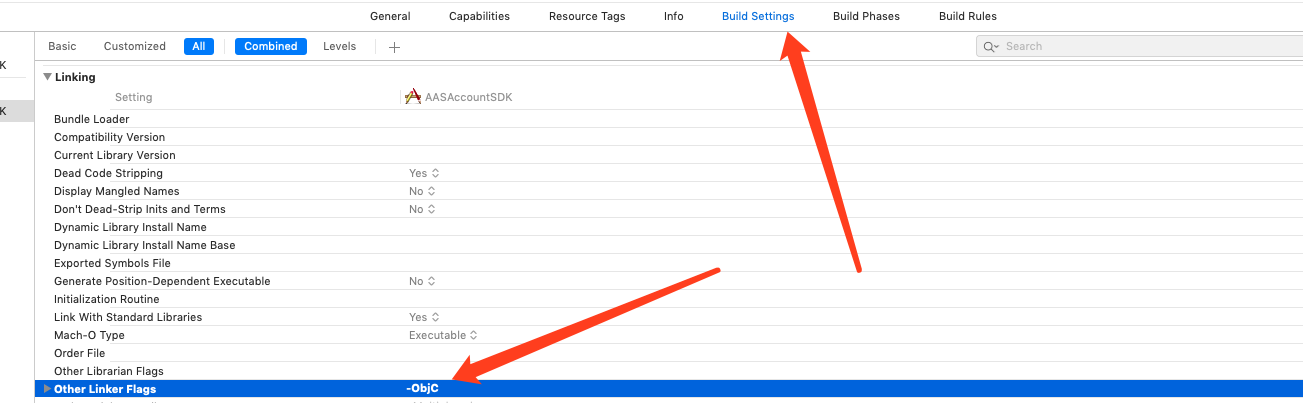 General Capabilities Resource Tags Info Build Settings Build Phases Build Rules
Basic Customized All Combined Levels + Search
K
Linking
Setting AASAccountSDK
K
Bundle Loader
Compatibility Version
Current Library Version
Dead Code Stripping Yes
Display Mangled Names No
Don't Dead-Strip Inits and Terms No
Dynamic Library Install Name
Dynamic Library Install Name Base
Exported Symbols File
Generate Position-Dependent Executable No
Initialization Routine
Link With Standard Libraries Yes
Mach-O Type Executable
Order File
Other Librarian Flags
Other Linker Flags -ObjC